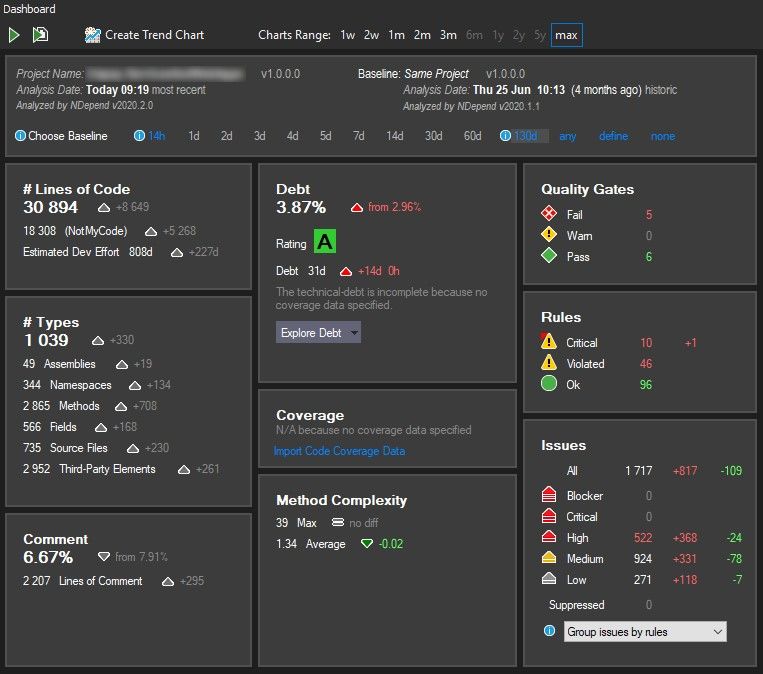 Dashboard
Create Trend Chart Charts Range: 1w 2w 1m 2m 3m 6m 1y 2y 5y max
Project Name: v1.0.0.0 Baseline: Same Project v1.0.0.0
Analysis Date: Today 09:19 most recent Analysis Date: Thu 25 Jun 10:13 (4 months ago) historic
Analyzed by NDepend v2020.2.0 Analyzed by NDepend v2020.1.1
Choose Baseline 14h 1d 2d 3d 4d 5d 7d 14d 30d 60d 130d any define none
# Lines of Code
30 894 +8 649
18 308 (NotMyCode) +5 268
Estimated Dev Effort 808d +227d
# Types
1 039 +330
49 Assemblies +19
344 Namespaces +134
2 865 Methods +708
566 Fields +168
735 Source Files +230
2 952 Third-Party Elements +261
Comment
6.67% from 7.91%
2 207 Lines of Comment +295
Debt
3.87% from 2.96%
Rating A
Debt 31d +14d 0h
The technical-debt is incomplete because no
coverage data specified.
Explore Debt
Coverage
N/A because no coverage data specified
Import Code Coverage Data
Method Complexity
39 Max no diff
1.34 Average -0.02
Quality Gates
Fail 5
Warn 0
Pass 6
Rules
Critical 10 +1
Violated 46
Ok 96
Issues
All 1 717 +817 -109
Blocker 0
Critical 0
High 522 +368 -24
Medium 924 +331 -78
Low 271 +118 -7
Suppressed 0
Group issues by rules